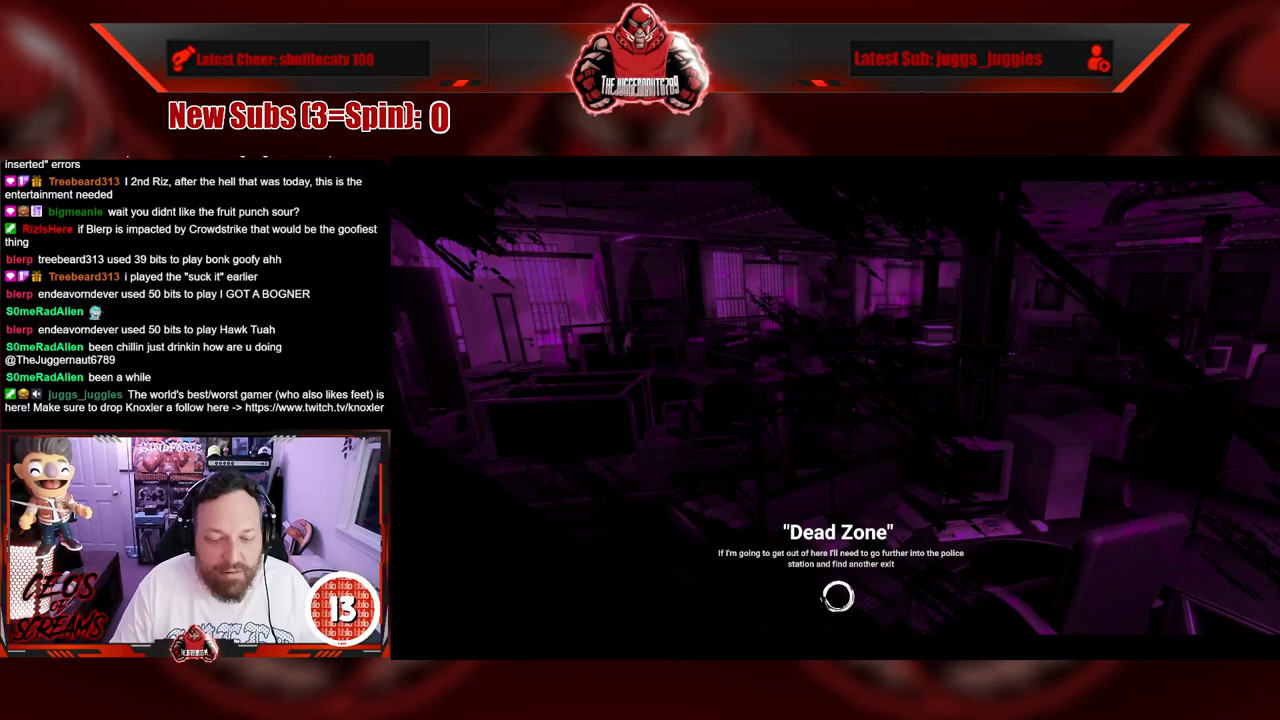 Latest Cheer: shufflecatv 100
THEJUGGERNAUT6789
Latest Sub: juggs_juggies
New Subs (3=Spin): 0
inserted" errors
Treebeard313 I 2nd Riz, after the hell that was today, this is the
entertainment needed
bigmeanie wait you didnt like the fruit punch sour?
RizIsHere if Blerp is impacted by Crowdstrike that would be the goofiest
thing
blerp treebeard313 used 39 bits to play bonk goofy ahh
Treebeard313 i played the "suck it" earlier
blerp endeavorndever used 50 bits to play I GOT A BOGNER
S0meRadAlien
blerp endeavorndever used 50 bits to play Hawk Tuah
S0meRadAlien been chillin just drinkin how are u doing
@TheJuggernaut6789
S0meRadAlien been a while
juggs_juggies The world's best/worst gamer (who also likes feet) is
here! Make sure to drop Knoxler a follow here -> https://www.twitch.tv/knoxler
"Dead Zone"
If I'm going to get out of here I'll need to go further into the police
station and find another exit
CEO'S
OF
STREAMS
13